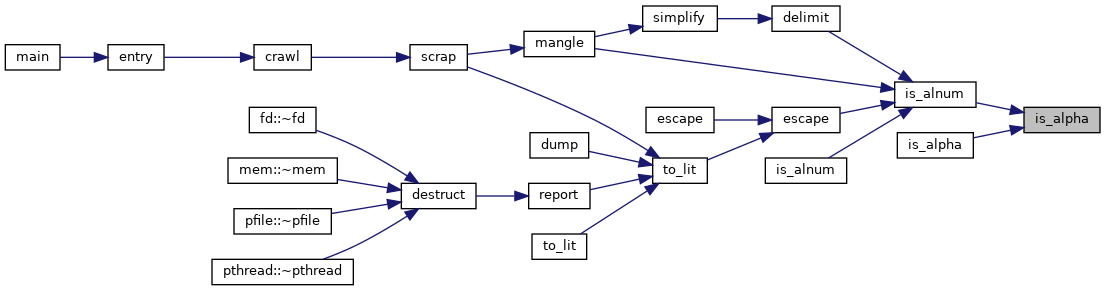 main
entry
crawl
scrap
mangle
simplify
delimit
is_alnum
is_alpha
is_alpha
escape
escape
is_alnum
to_lit
dump
report
to_lit
destruct
fd::~fd
mem::~mem
pfile::~pfile
pthread::~pthread